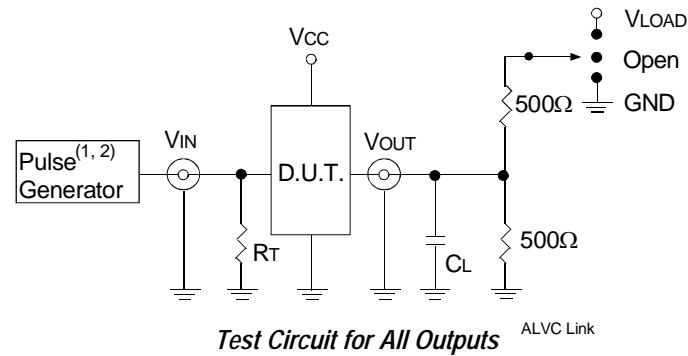 VLOAD
VCC
Open
500Ω
GND
VIN
VOUT
Pulse(1, 2)
Generator
D.U.T.
500Ω
RT
CL
Test Circuit for All Outputs
ALVC Link